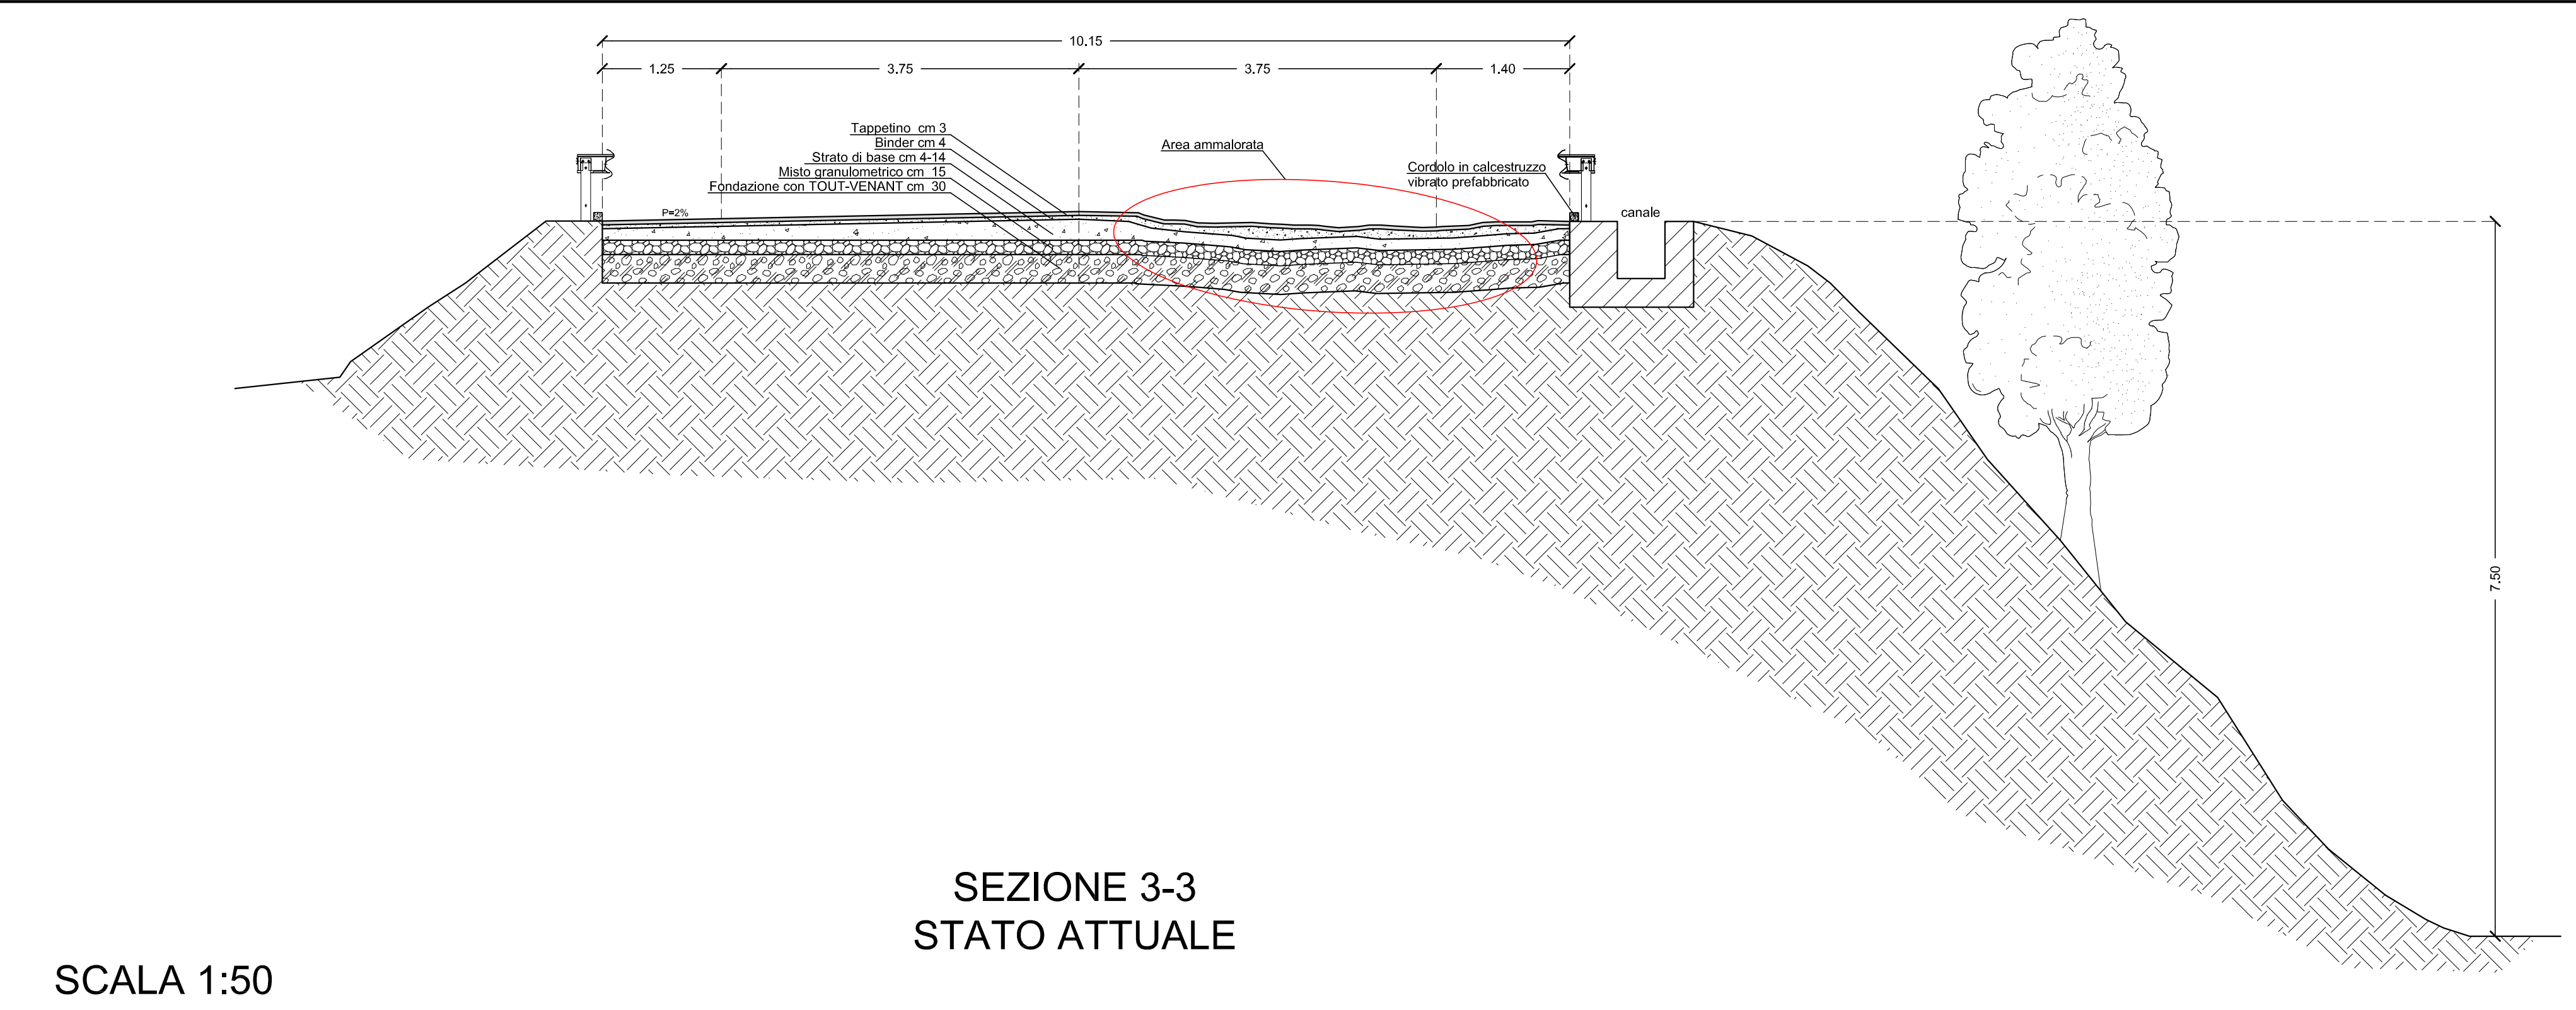 10.15
1.25
3.75
3.75
1.40
Tappetino cm 3
Binder cm 4
Strato di base cm 4-14
Misto granulometrico cm 15
Fondazione con TOUT-VENANT cm 30
P=2%
Area ammalorata
Cordolo in calcestruzzo
vibrato prefabbricato
canale
7.50
SEZIONE 3-3
STATO ATTUALE
SCALA 1:50